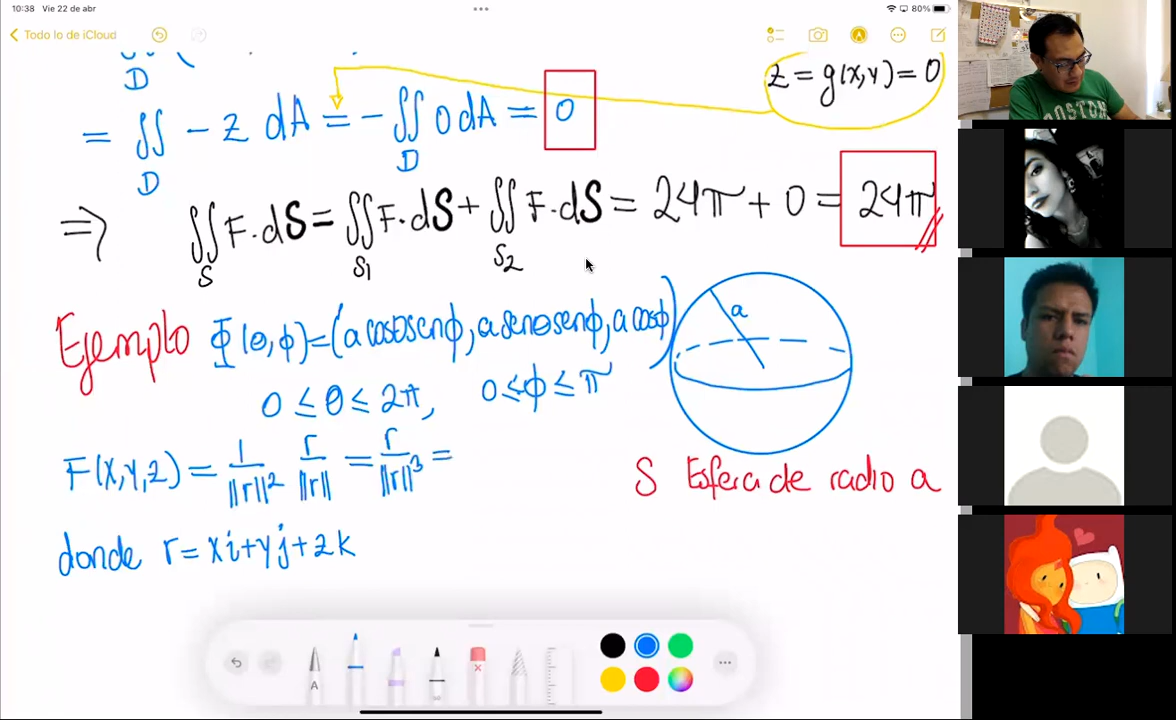 10:38 Vie 22 de abr
80%
Todo lo de iCloud
D
z = g(x,y) = 0
= ∬ - z dA = - ∬ 0 dA = 0
D D
⇒ ∬ F·dS = ∬ F·dS + ∬ F·dS = 24π + 0 = 24π
S S1 S2
Ejemplo Φ(θ,ϕ)=(a cosθ senϕ, a senθ senϕ, a cosϕ)
a
0 ≤ θ ≤ 2π, 0 ≤ ϕ ≤ π
F(x,y,z) = 1/||r||² r/||r|| = r/||r||³ =
S Esfera de radio a
donde r = xi+yj+zk
A
BOSTON